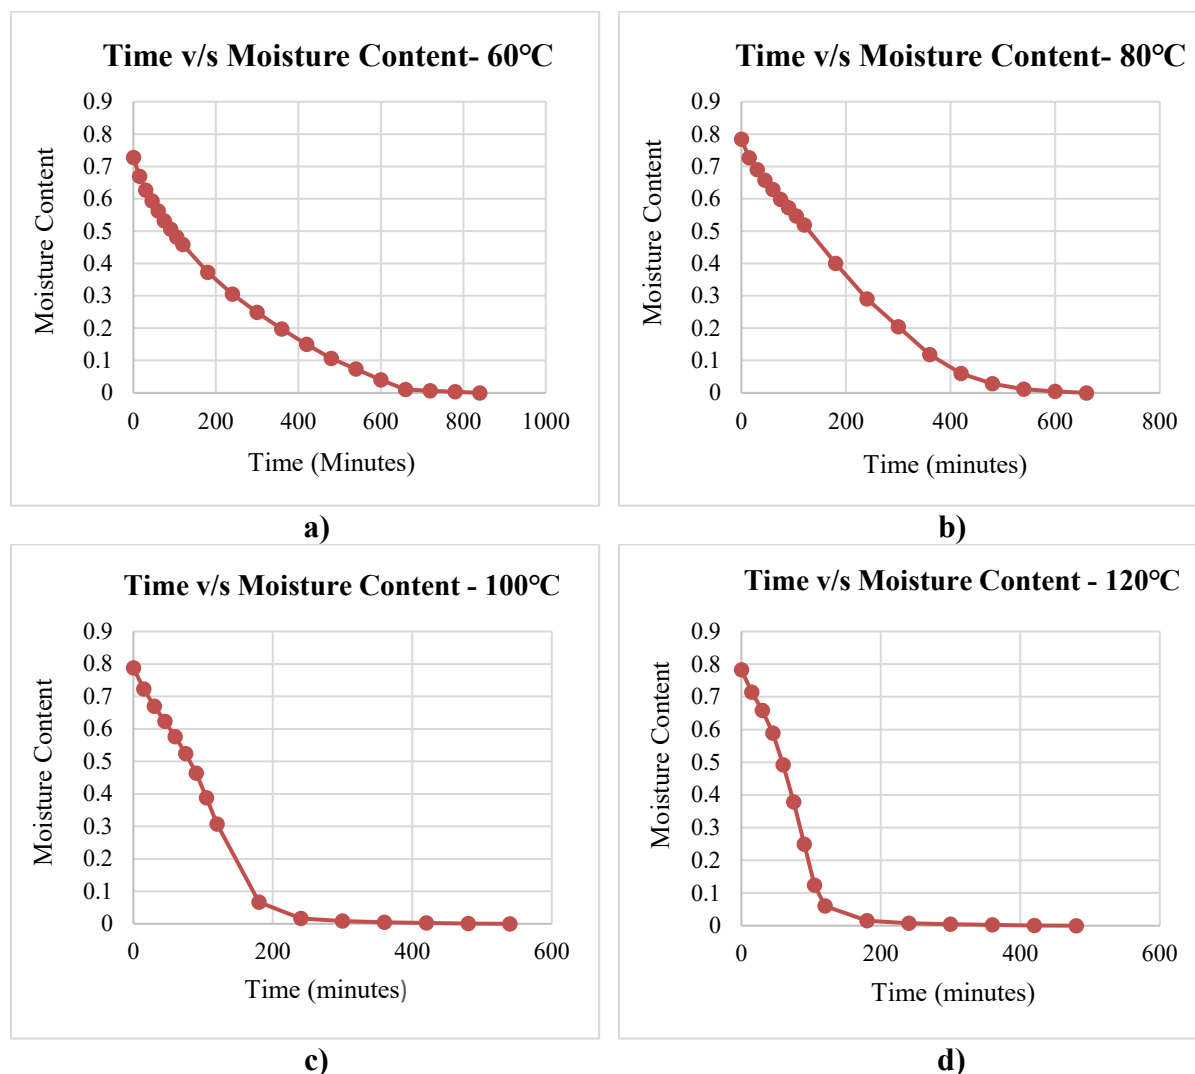 Time v/s Moisture Content- 60°C
0.9
0.8
0.7
0.6
0.5
0.4
0.3
0.2
0.1
0
0 200 400 600 800 1000
Moisture Content
Time (Minutes)
a)
Time v/s Moisture Content- 80°C
0.9
0.8
0.7
0.6
0.5
0.4
0.3
0.2
0.1
0
0 200 400 600 800
Moisture Content
Time (minutes)
b)
Time v/s Moisture Content - 100°C
0.9
0.8
0.7
0.6
0.5
0.4
0.3
0.2
0.1
0
0 200 400 600
Moisture Content
Time (minutes)
c)
Time v/s Moisture Content - 120°C
0.9
0.8
0.7
0.6
0.5
0.4
0.3
0.2
0.1
0
0 200 400 600
Moisture Content
Time (minutes)
d)